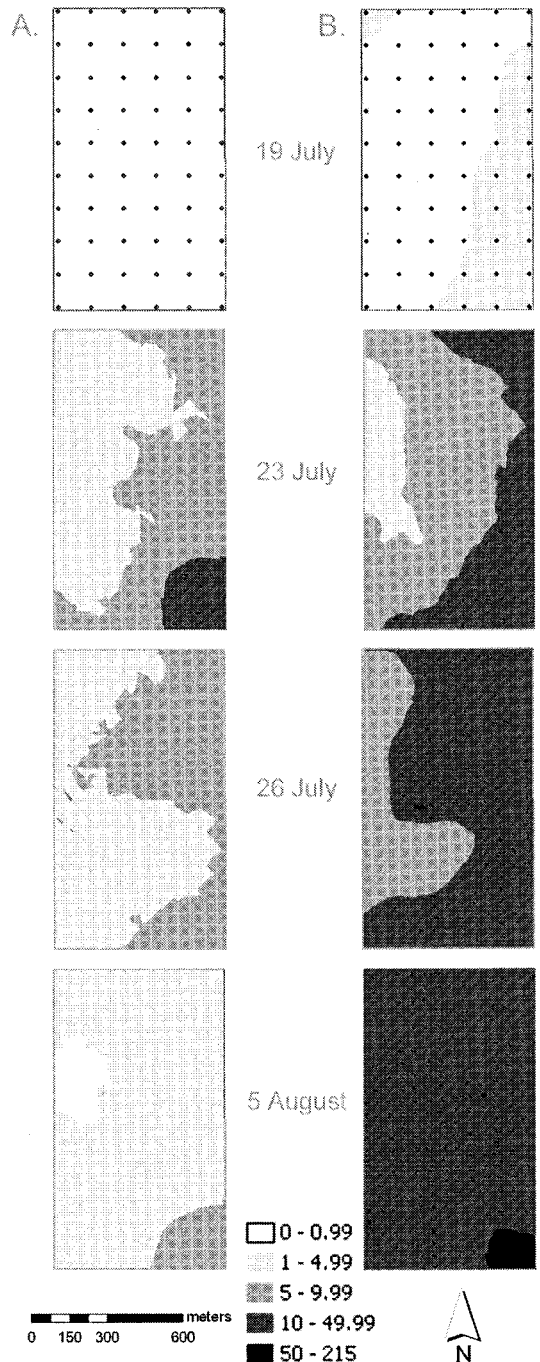 A.
B.
19 July
23 July
26 July
5 August
0 - 0.99
1 - 4.99
5 - 9.99
10 - 49.99
50 - 215
meters
0 150 300 600
N